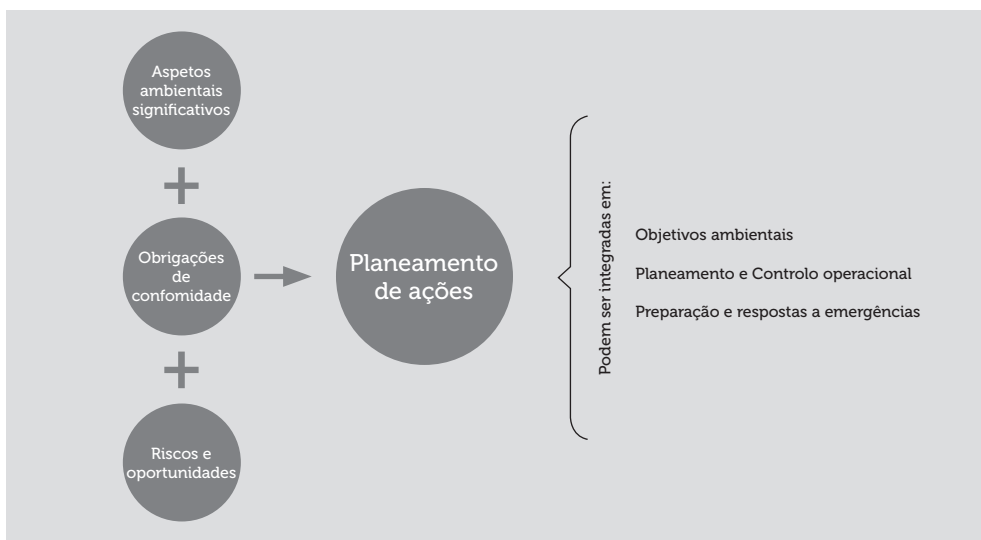 Aspetos
ambientais
significativos
+
Obrigações
de
confomidade
+
Riscos e
oportunidades
Planeamento
de ações
Podem ser integradas em:
Objetivos ambientais
Planeamento e Controlo operacional
Preparação e respostas a emergências